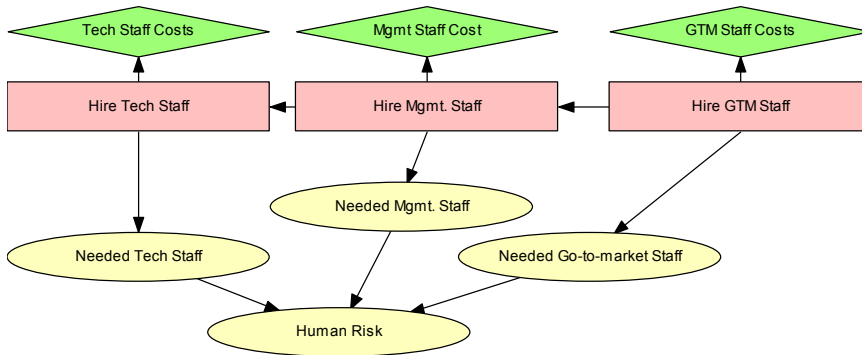 Tech Staff Costs
Mgmt Staff Cost
GTM Staff Costs
Hire Tech Staff
Hire Mgmt. Staff
Hire GTM Staff
Needed Mgmt. Staff
Needed Tech Staff
Needed Go-to-market Staff
Human Risk